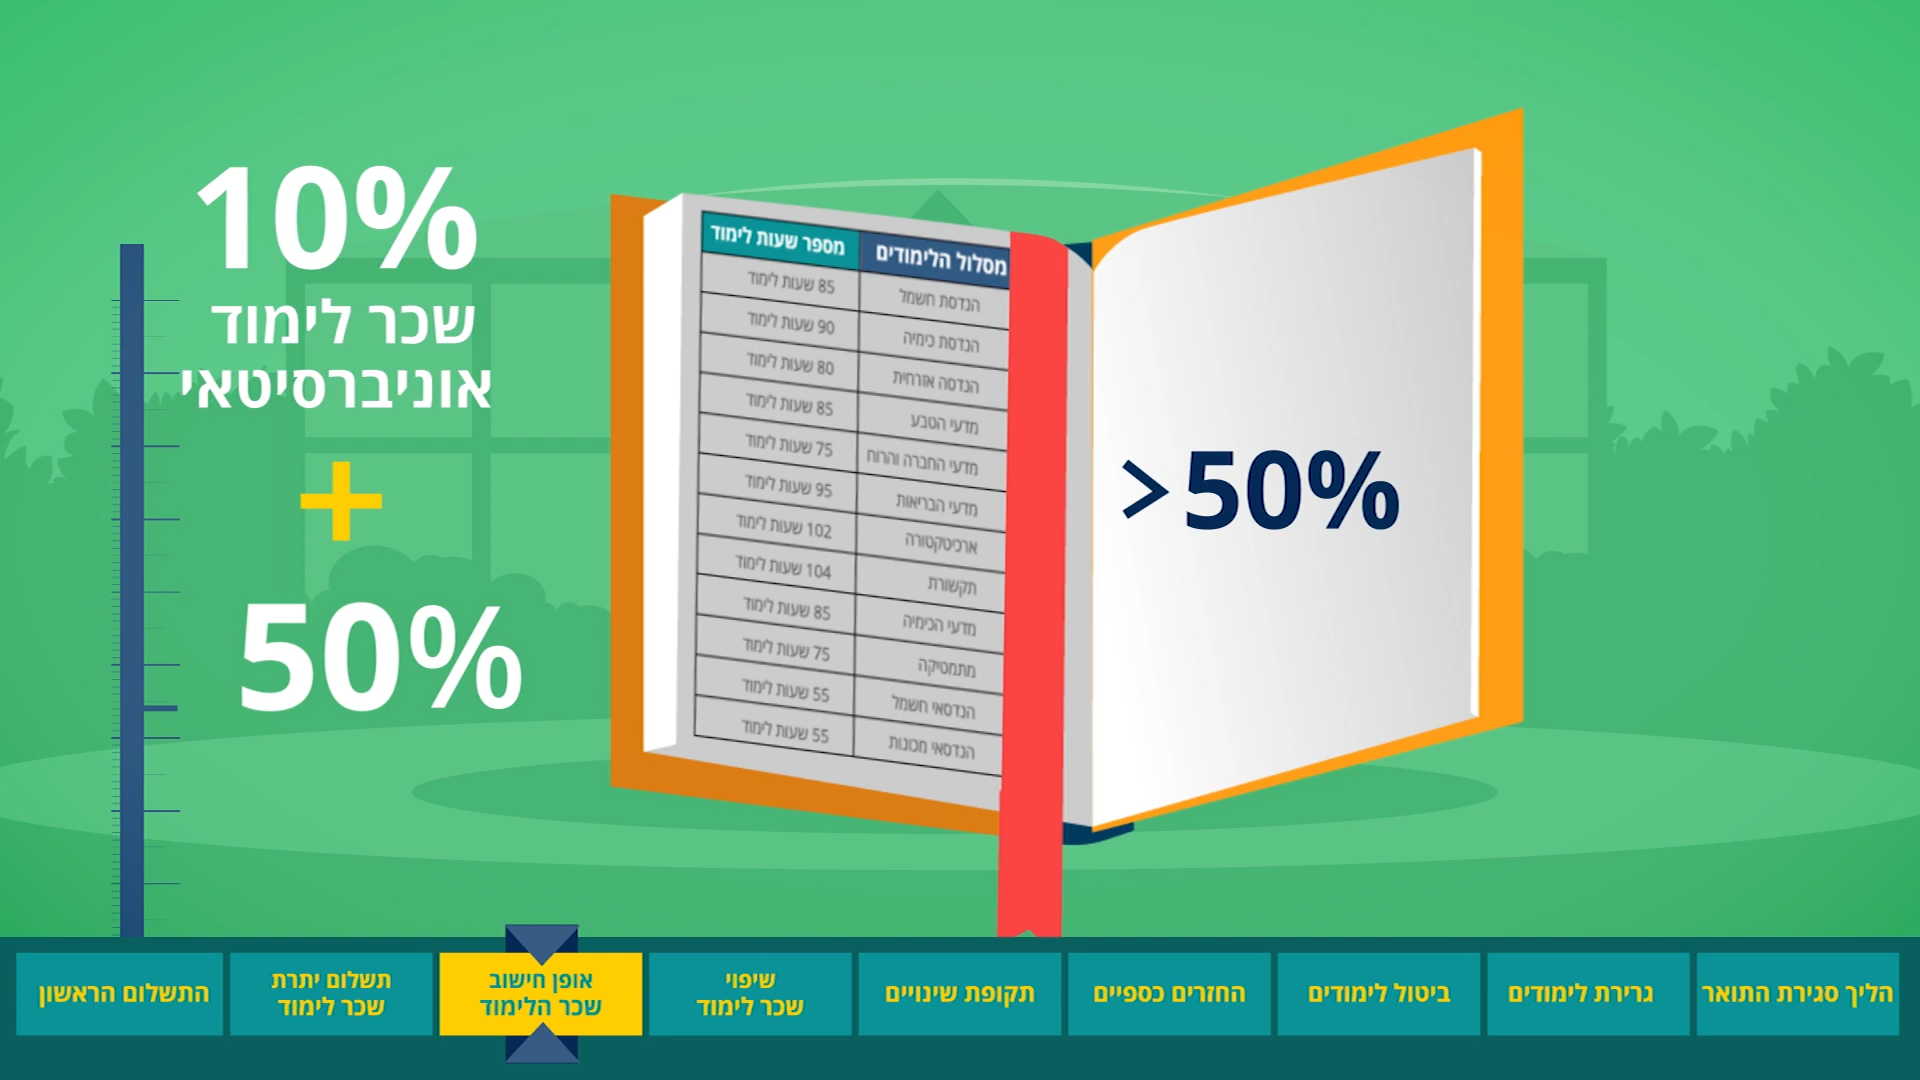 10%
שכר לימוד
אוניברסיטאי
+
50%
מסלול הלימודים מספר שעות לימוד
הנדסת חשמל 85 שעות לימוד
הנדסת כימיה 90 שעות לימוד
הנדסה אזרחית 80 שעות לימוד
מדעי הטבע 85 שעות לימוד
מדעי החברה והרוח 75 שעות לימוד
מדעי הבריאות 95 שעות לימוד
ארכיטקטורה 102 שעות לימוד
תקשורת 104 שעות לימוד
מדעי הכימיה 85 שעות לימוד
מתמטיקה 75 שעות לימוד
הנדסאי חשמל 55 שעות לימוד
הנדסאי מכונות 55 שעות לימוד
>50%
התשלום הראשון
תשלום יתרת
שכר לימוד
אופן חישוב
שכר הלימוד
שיפוי
שכר לימוד
תקופת שינויים
החזרים כספיים
ביטול לימודים
גרירת לימודים
הליך סגירת התואר